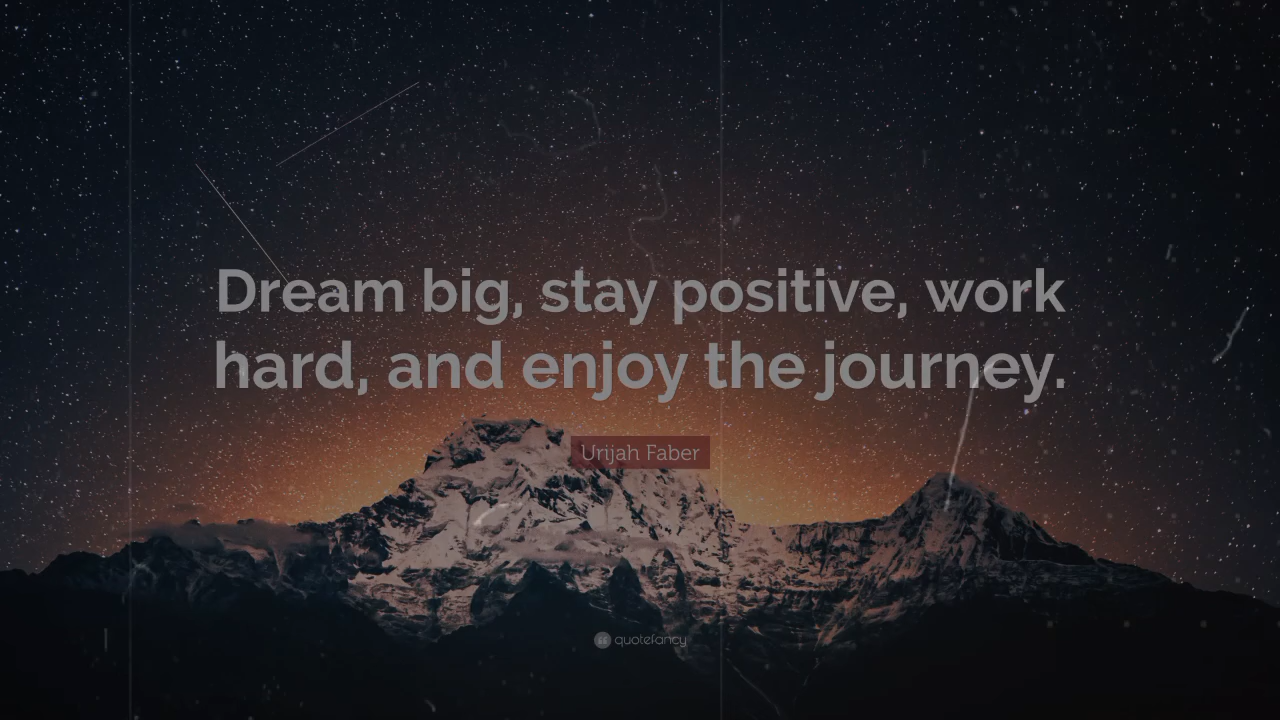 Dream big, stay positive, work
hard, and enjoy the journey.
Urijah Faber
quotefancy